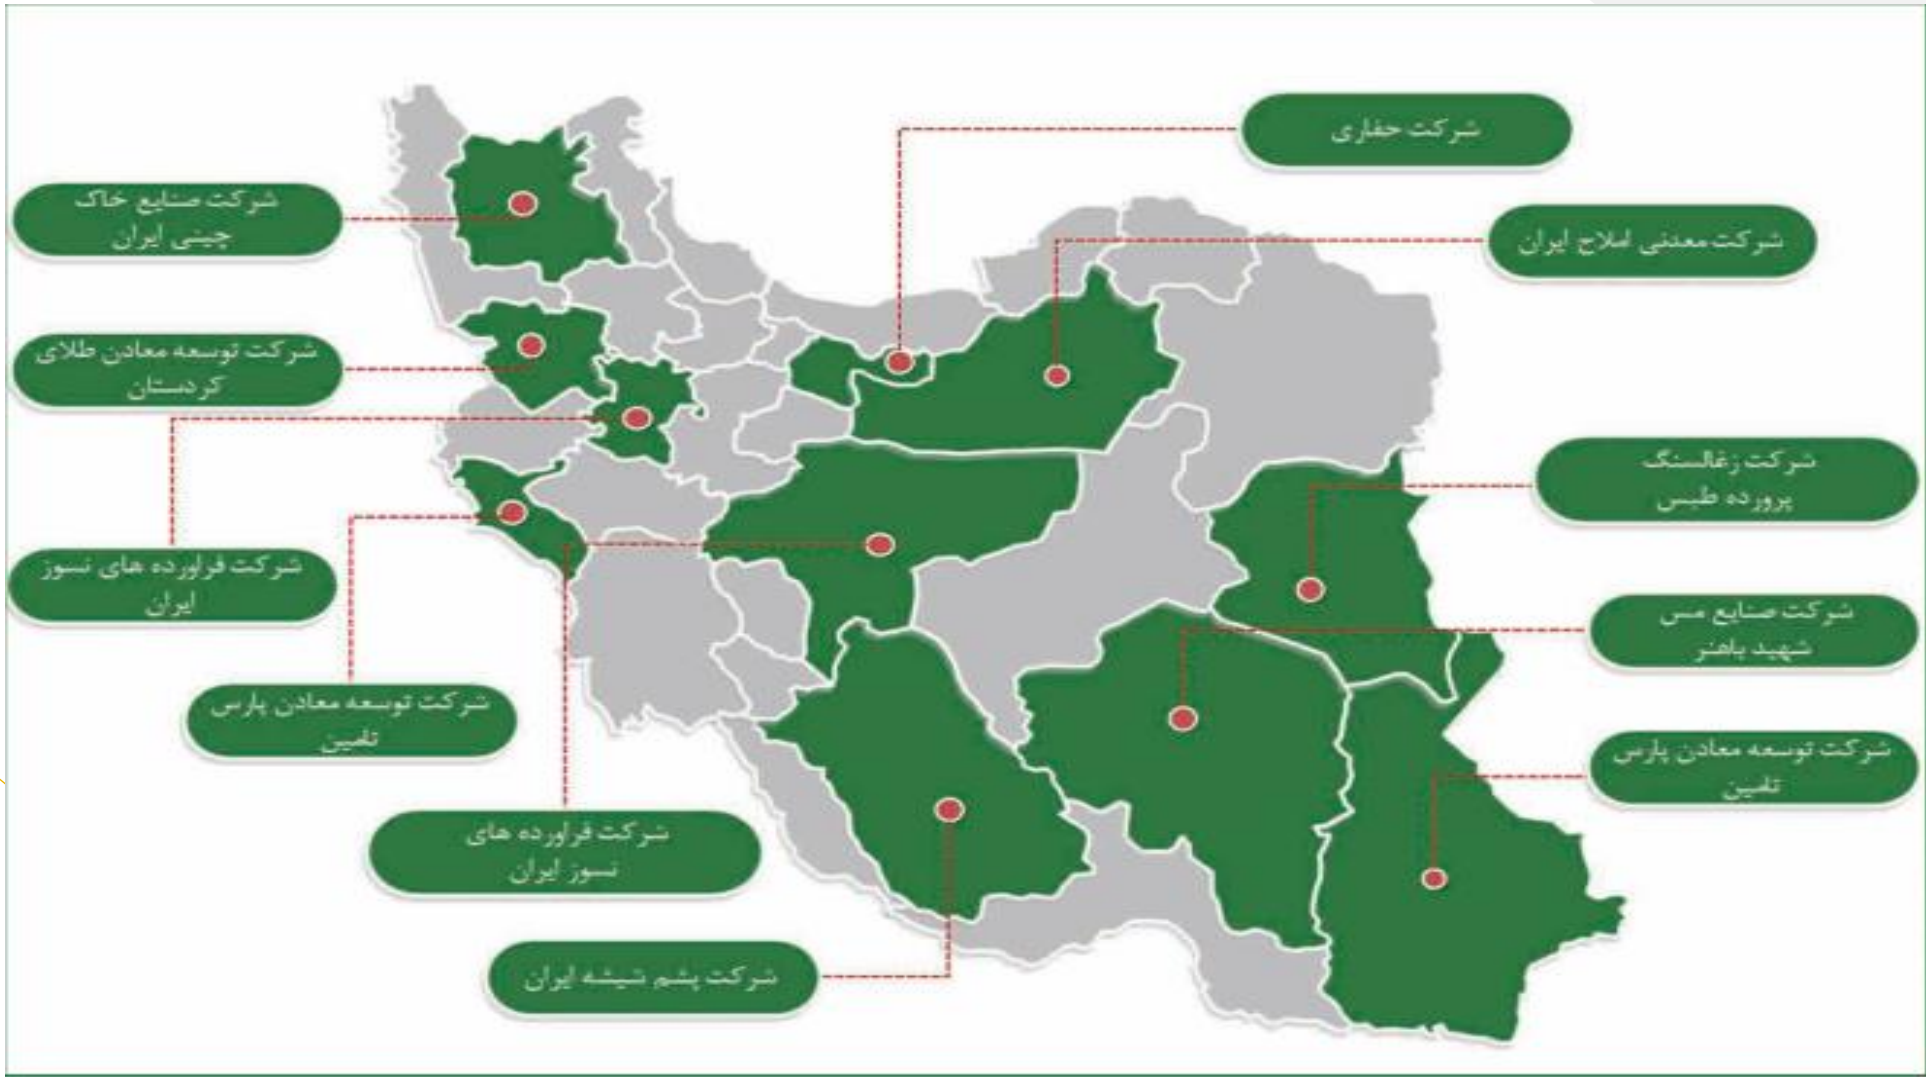 شرکت حفاری
شرکت معدنی املاح ایران
شرکت زغالسنگ
پرورده طبس
شرکت صنایع مس
شهید باهنر
شرکت توسعه معادن پارس
تامین
شرکت صنایع خاک
چینی ایران
شرکت توسعه معادن طلای
کردستان
شرکت فراورده های نسوز
ایران
شرکت توسعه معادن پارس
تامین
شرکت فراورده های
نسوز ایران
شرکت پشم شیشه ایران